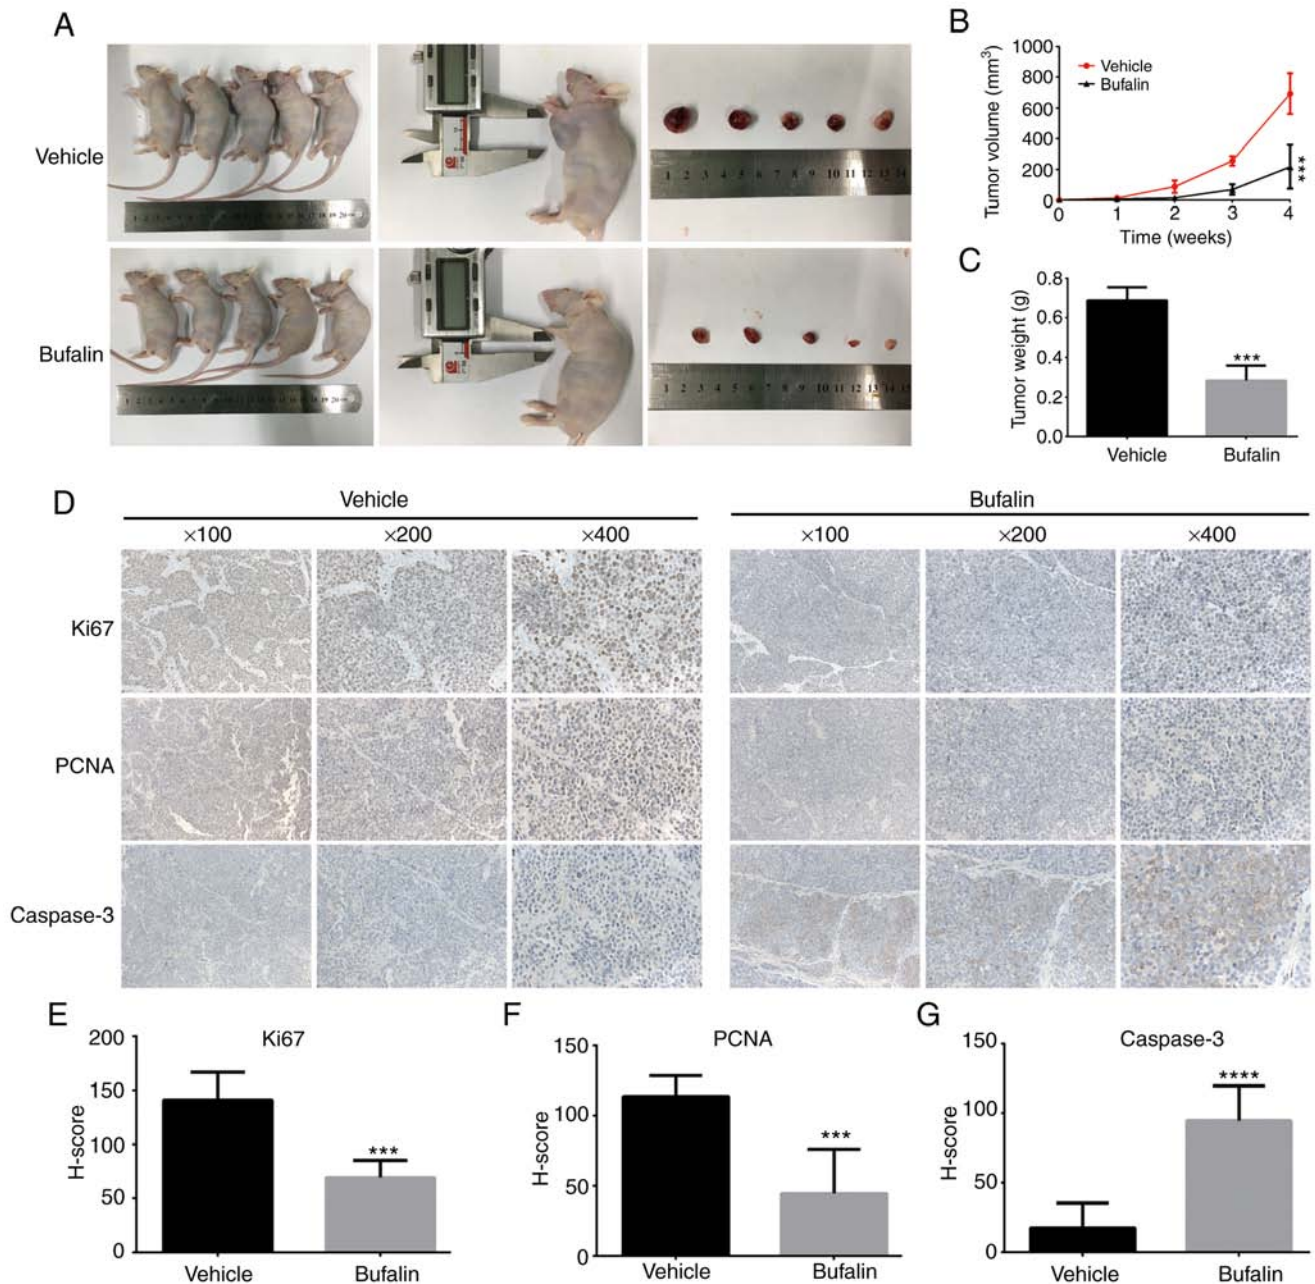 A
Vehicle
Bufalin
B
Tumor volume (mm³)
1000
800
600
400
200
0
Vehicle
Bufalin
***
0 1 2 3 4
Time (weeks)
C
Tumor weight (g)
0.8
0.6
0.4
0.2
0.0
***
Vehicle Bufalin
D
Vehicle Bufalin
×100 ×200 ×400 ×100 ×200 ×400
Ki67
PCNA
Caspase-3
E
Ki67
H-score
200
150
100
50
0
***
Vehicle Bufalin
F
PCNA
H-score
150
100
50
0
***
Vehicle Bufalin
G
Caspase-3
H-score
150
100
50
0
****
Vehicle Bufalin